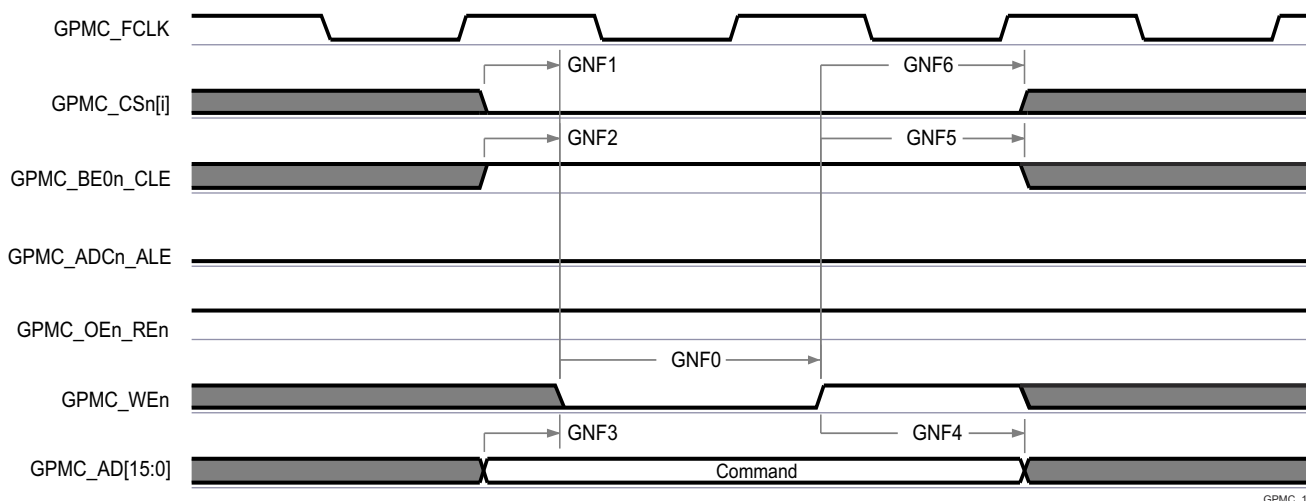 GPMC_FCLK
GNF1
GNF6
GPMC_CSn[i]
GNF2
GNF5
GPMC_BE0n_CLE
GPMC_ADCn_ALE
GPMC_OEn_REn
GNF0
GPMC_WEn
GNF3
GNF4
GPMC_AD[15:0]
Command